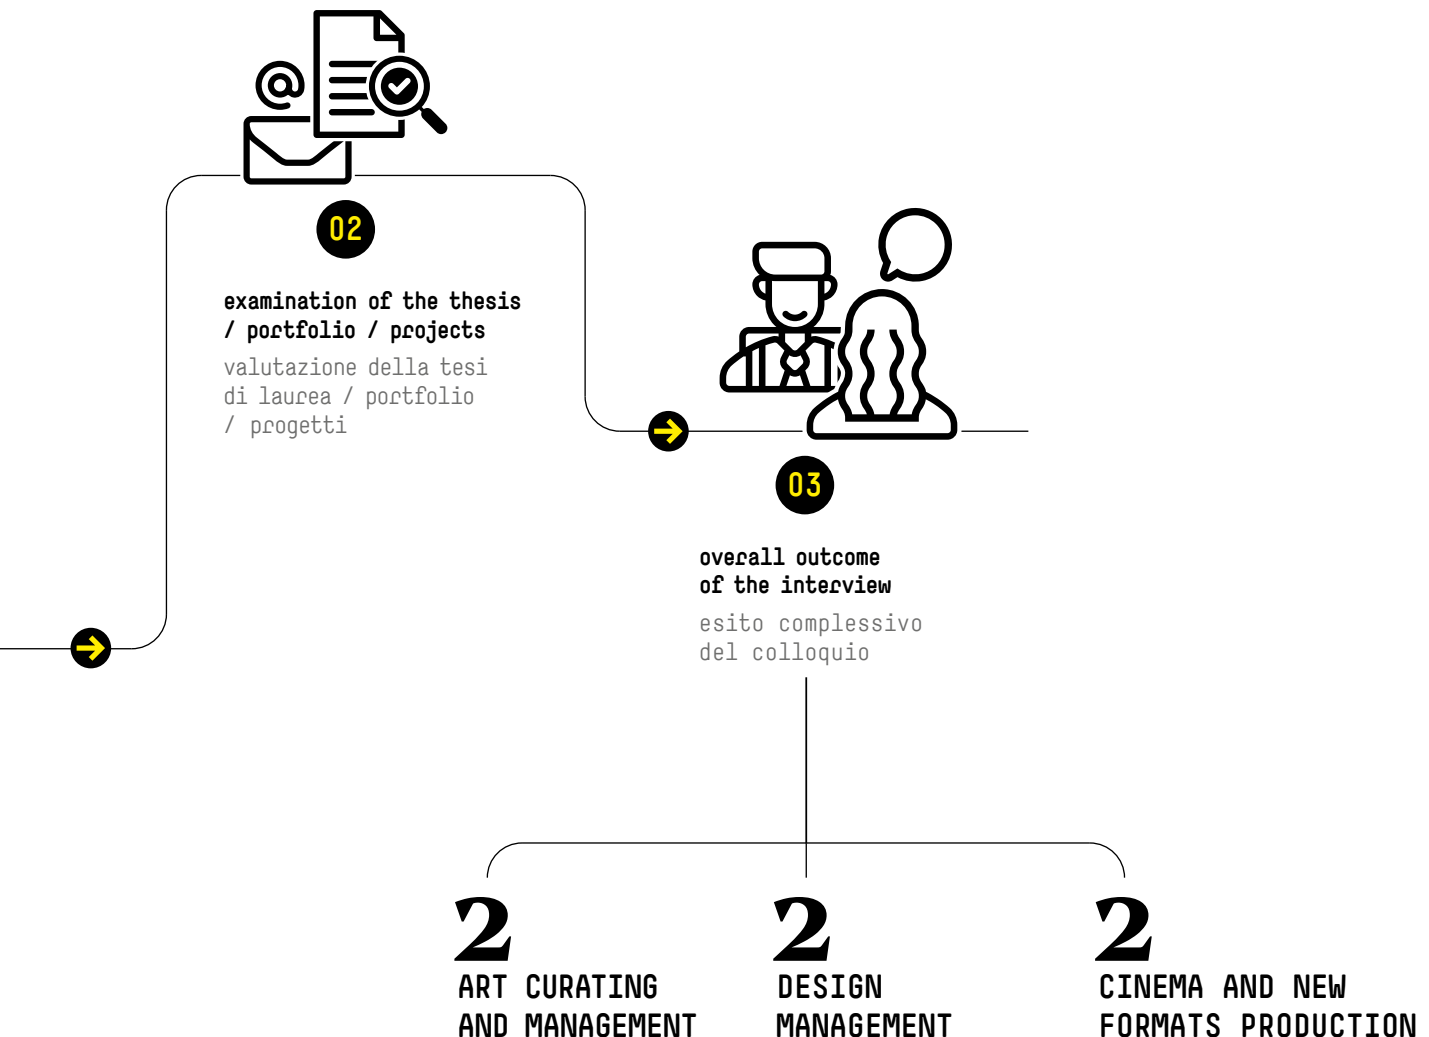 @
02
examination of the thesis
/ portfolio / projects
valutazione della tesi
di laurea / portfolio
/ progetti
03
overall outcome
of the interview
esito complessivo
del colloquio
2
ART CURATING
AND MANAGEMENT
2
DESIGN
MANAGEMENT
2
CINEMA AND NEW
FORMATS PRODUCTION